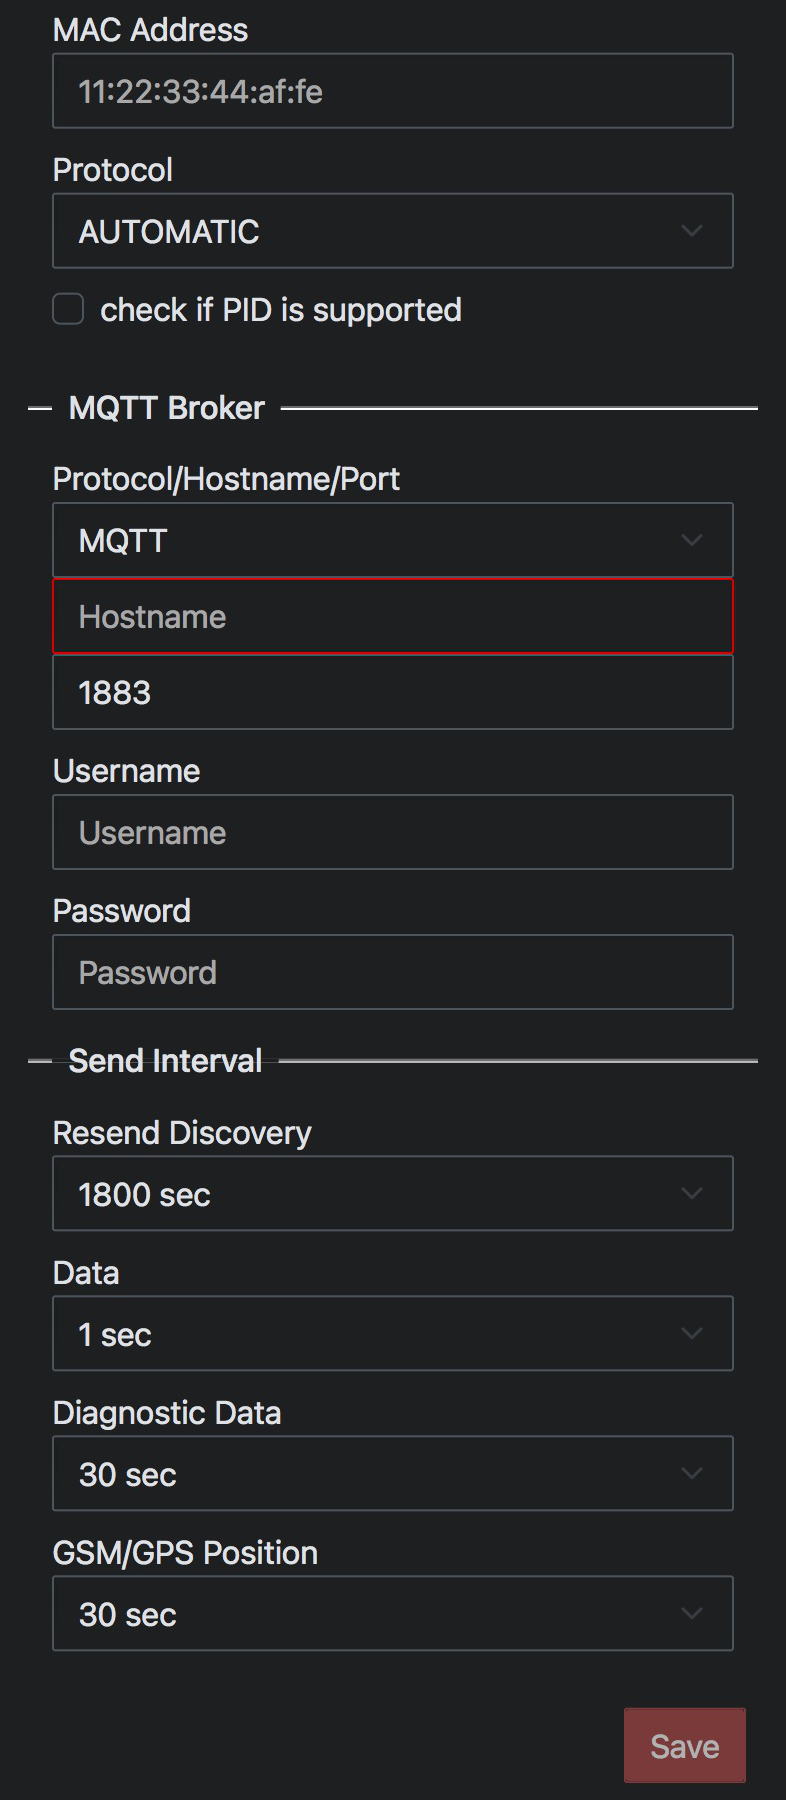 MAC Address
11:22:33:44:af:fe
Protocol
AUTOMATIC
check if PID is supported
MQTT Broker
Protocol/Hostname/Port
MQTT
Hostname
1883
Username
Username
Password
Password
Send Interval
Resend Discovery
1800 sec
Data
1 sec
Diagnostic Data
30 sec
GSM/GPS Position
30 sec
Save